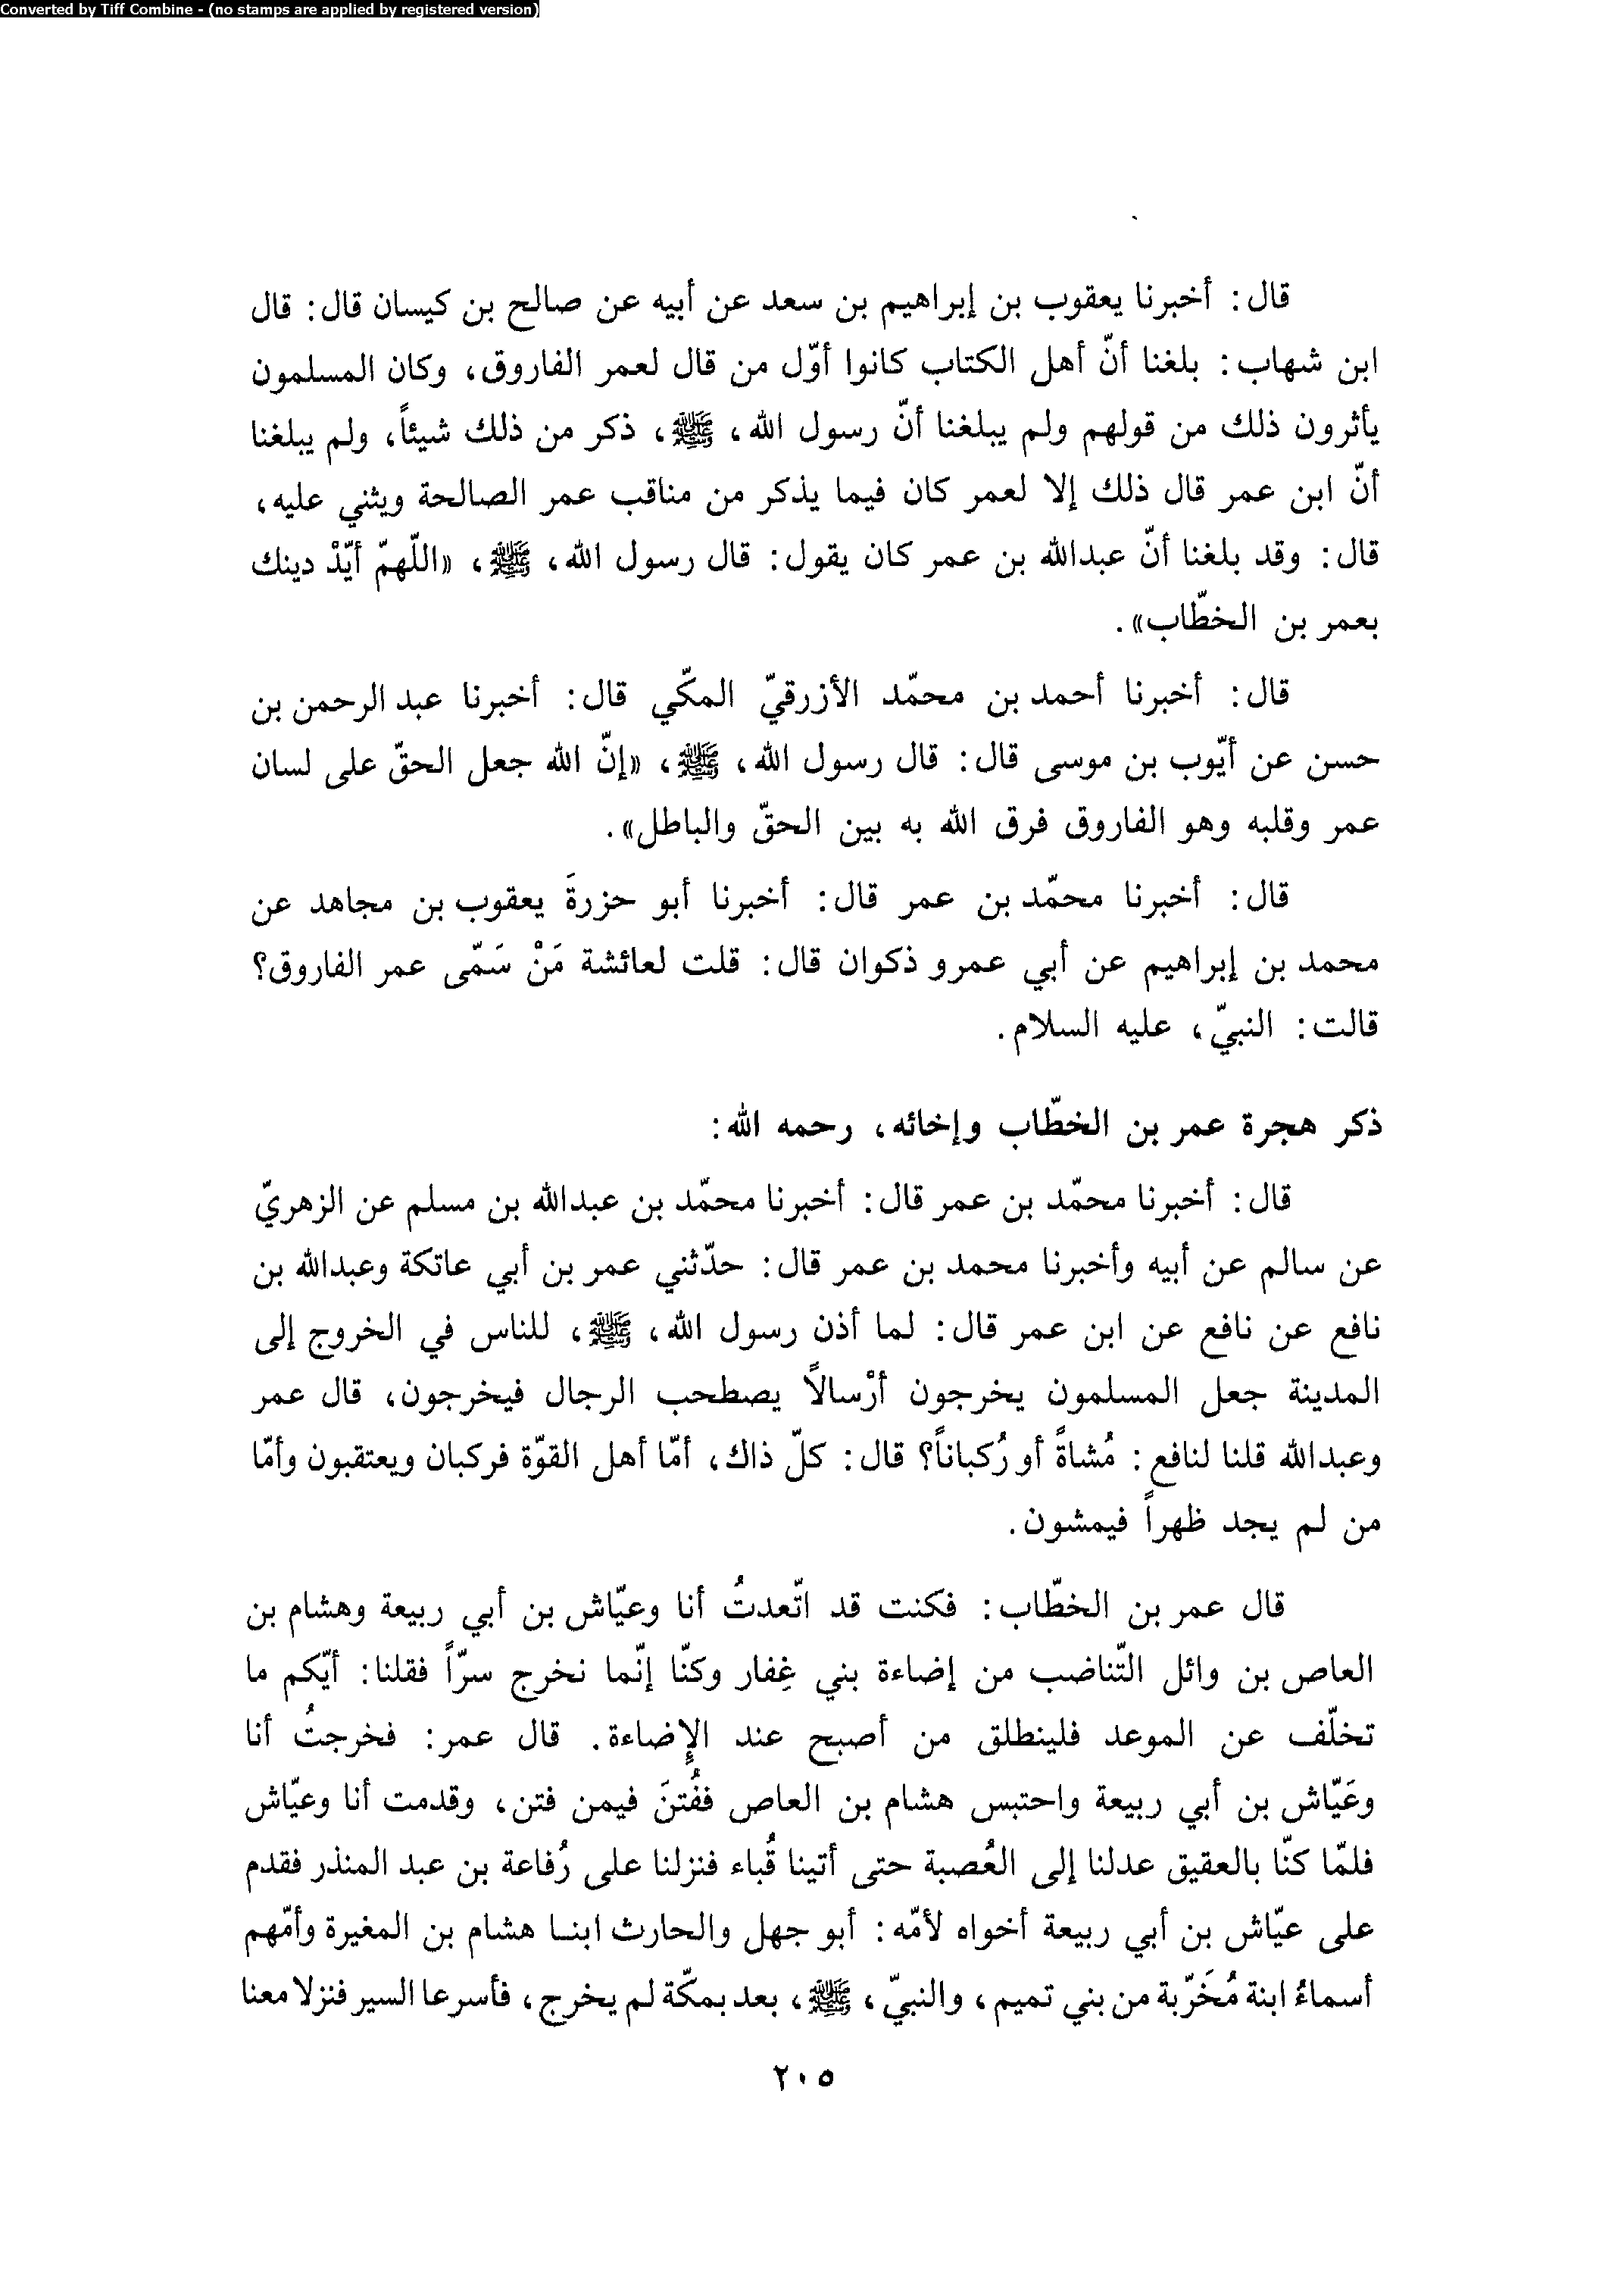 Converted by Tiff Combine - (no stamps are applied by registered version)
قال: أخبرنا يعقوب بن إبراهيم بن سعد عن أبيه عن صالح بن كيسان قال: قال
ابن شهاب: بلغنا أنّ أهل الكتاب كانوا أوّل من قال لعمر الفاروق، وكان المسلمون
يأثرون ذلك من قولهم ولم يبلغنا أنّ رسول الله، ﷺ، ذكر من ذلك شيئاً، ولم يبلغنا
أنّ ابن عمر قال ذلك إلا لعمر كان فيما يذكر من مناقب عمر الصالحة ويثني عليه،
قال: وقد بلغنا أنّ عبدالله بن عمر كان يقول: قال رسول الله، ﷺ، «اللّهمّ أيّدْ دينك
بعمر بن الخطّاب».
قال: أخبرنا أحمد بن محمّد الأزرقيّ المكّي قال: أخبرنا عبد الرحمن بن
حسن عن أيّوب بن موسى قال: قال رسول الله، ﷺ، «إنّ الله جعل الحقّ على لسان
عمر وقلبه وهو الفاروق فرق الله به بين الحقّ والباطل».
قال: أخبرنا محمّد بن عمر قال: أخبرنا أبو حزرةَ يعقوب بن مجاهد عن
محمد بن إبراهيم عن أبي عمرو ذكوان قال: قلت لعائشة مَنْ سَمّى عمر الفاروق؟
قالت: النبيّ، عليه السلام.
ذكر هجرة عمر بن الخطّاب وإخائه، رحمه الله:
قال: أخبرنا محمّد بن عمر قال: أخبرنا محمّد بن عبدالله بن مسلم عن الزهريّ
عن سالم عن أبيه وأخبرنا محمد بن عمر قال: حدّثني عمر بن أبي عاتكة وعبدالله بن
نافع عن نافع عن ابن عمر قال: لما أذن رسول الله، ﷺ، للناس في الخروج إلى
المدينة جعل المسلمون يخرجون أرْسالاً يصطحب الرجال فيخرجون، قال عمر
وعبدالله قلنا لنافع: مُشاةً أو رُكباناً؟ قال: كلّ ذاك، أمّا أهل القوّة فركبان ويعتقبون وأمّا
من لم يجد ظهراً فيمشون.
قال عمر بن الخطّاب: فكنت قد اتّعدتُ أنا وعيّاش بن أبي ربيعة وهشام بن
العاص بن وائل التّناضب من إضاءة بني غِفار وكنّا إنّما نخرج سرّاً فقلنا: أيّكم ما
تخلّف عن الموعد فلينطلق من أصبح عند الإِضاءة. قال عمر: فخرجتُ أنا
وعَيّاش بن أبي ربيعة واحتبس هشام بن العاص ففُتنَ فيمن فتن، وقدمت أنا وعيّاش
فلمّا كنّا بالعقيق عدلنا إلى العُصبة حتى أتينا قُباء فنزلنا على رُفاعة بن عبد المنذر فقدم
على عيّاش بن أبي ربيعة أخواه لأمّه: أبو جهل والحارث ابنا هشام بن المغيرة وأمّهم
أسماءُ ابنة مُخَرّبة من بني تميم، والنبيّ، ﷺ، بعد بمكّة لم يخرج، فأسرعا السير فنزلا معنا
٢٠٥